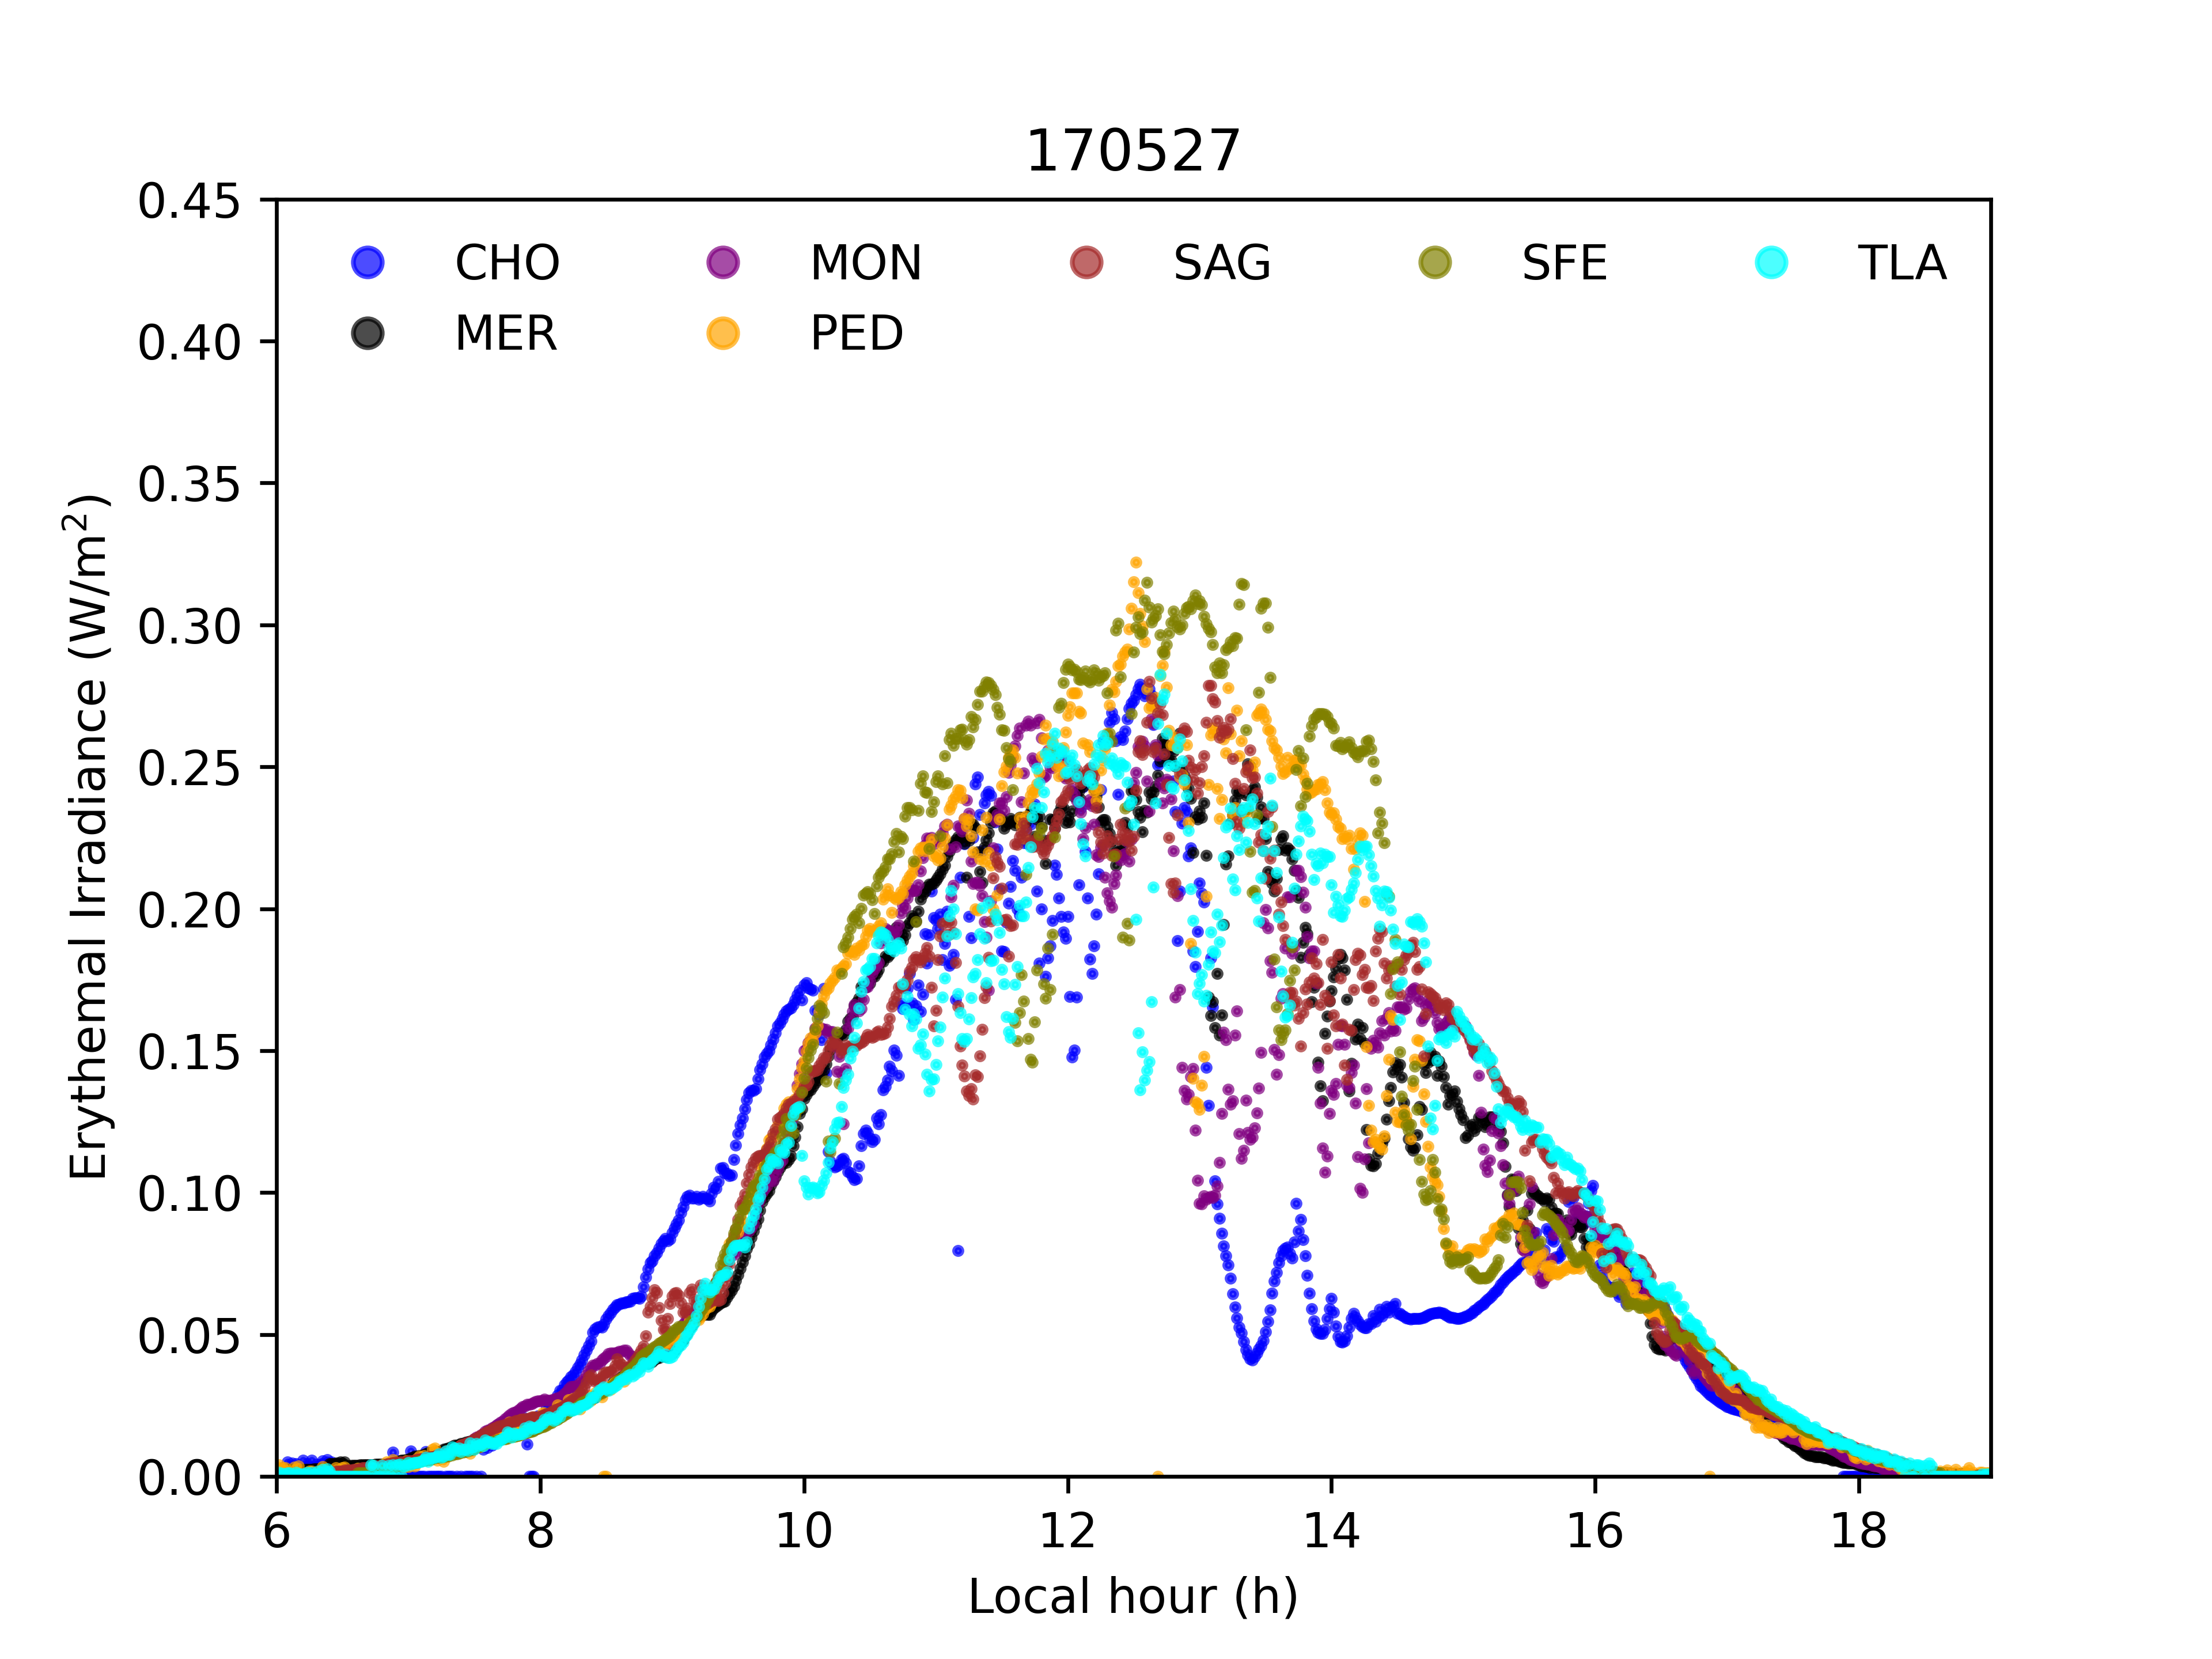 170527
0.45
0.40
0.35
0.30
0.25
0.20
0.15
0.10
0.05
0.00
Erythemal Irradiance (W/m²)
CHO MON SAG SFE TLA
MER PED
6 8 10 12 14 16 18
Local hour (h)